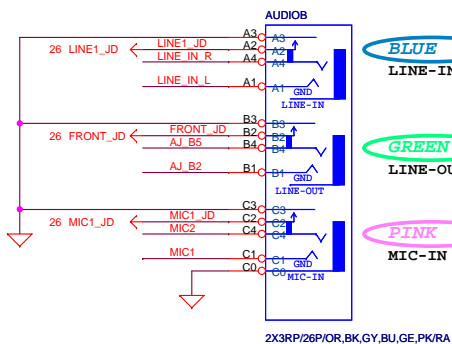 AUDIOB
A3 A3
26 LINE1_JD LINE1_JD A2 A2
LINE_IN_R A4 A4
LINE_IN_L A1 A1
GND
LINE-IN
BLUE
LINE-IN
B3 B3
26 FRONT_JD FRONT_JD B2 B2
AJ_B5 B4 B4
AJ_B2 B1 B1
GND
LINE-OUT
GREEN
LINE-OU
C3 C3
26 MIC1_JD MIC1_JD C2 C2
MIC2 C4 C4
MIC1 C1 C1
GND
C0 C0
MIC-IN
PINK
MIC-IN
2X3RP/26P/OR,BK,GY,BU,GE,PK/RA